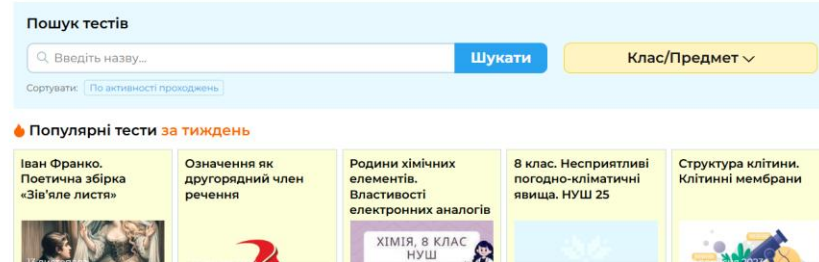 Пошук тестів
Введіть назву...
Шукати
Клас/Предмет
Сортувати: По активності проходжень
Популярні тести за тиждень
Іван Франко.
Поетична збірка
«Зів'яле листя»
Означення як
другорядний член
речення
Родини хімічних
елементів.
Властивості
електронних аналогів
8 клас. Несприятливі
погодно-кліматичні
явища. НУШ 25
Структура клітини.
Клітинні мембрани
ХІМІЯ, 8 КЛАС
НУШ